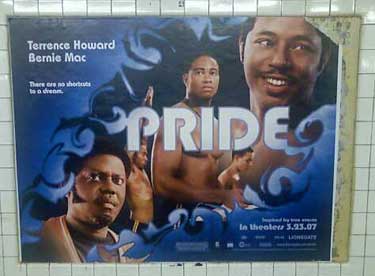 Terrence Howard
Bernie Mac
There are no shortcuts
to a dream.
PRIDE
Inspired by true events
In theaters 3.23.07
LIONSGATE